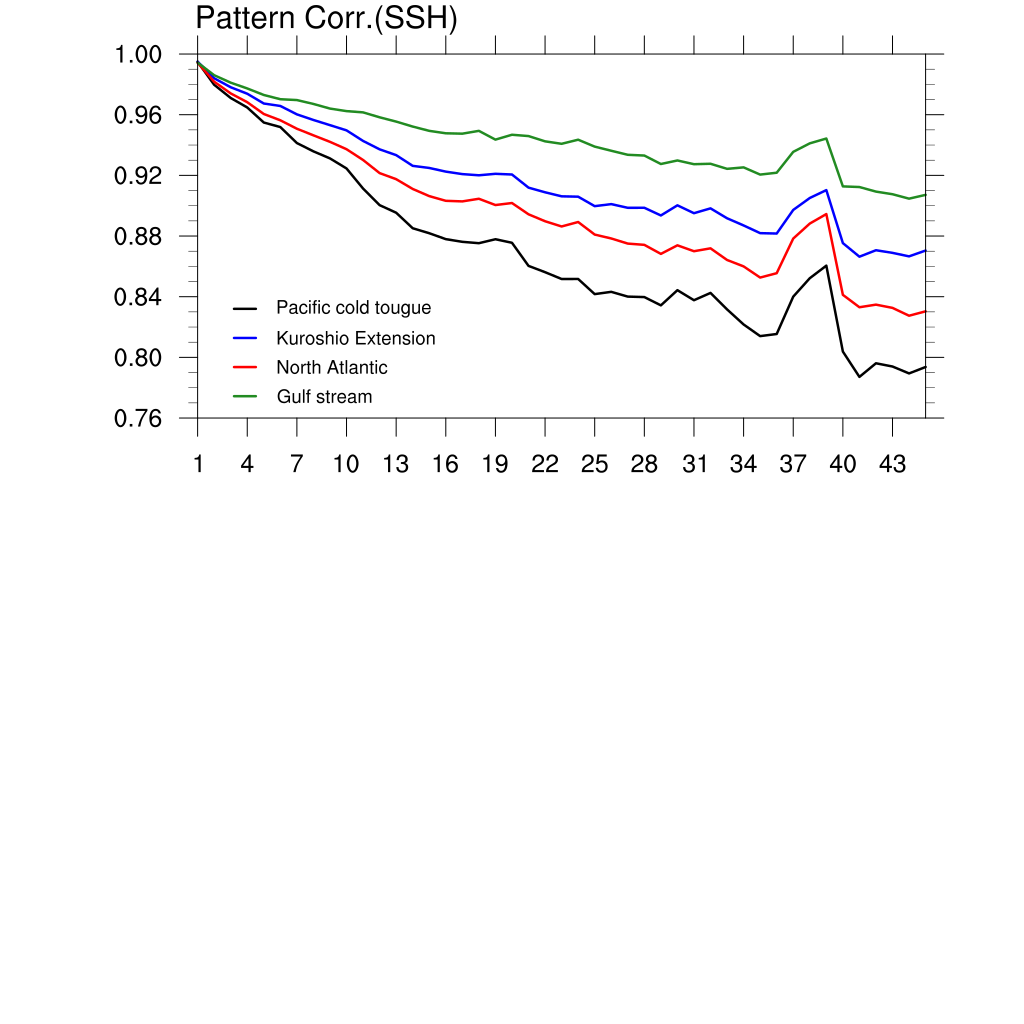 Pattern Corr.(SSH)
1.00
0.96
0.92
0.88
0.84
0.80
0.76
Pacific cold tougue
Kuroshio Extension
North Atlantic
Gulf stream
1 4 7 10 13 16 19 22 25 28 31 34 37 40 43